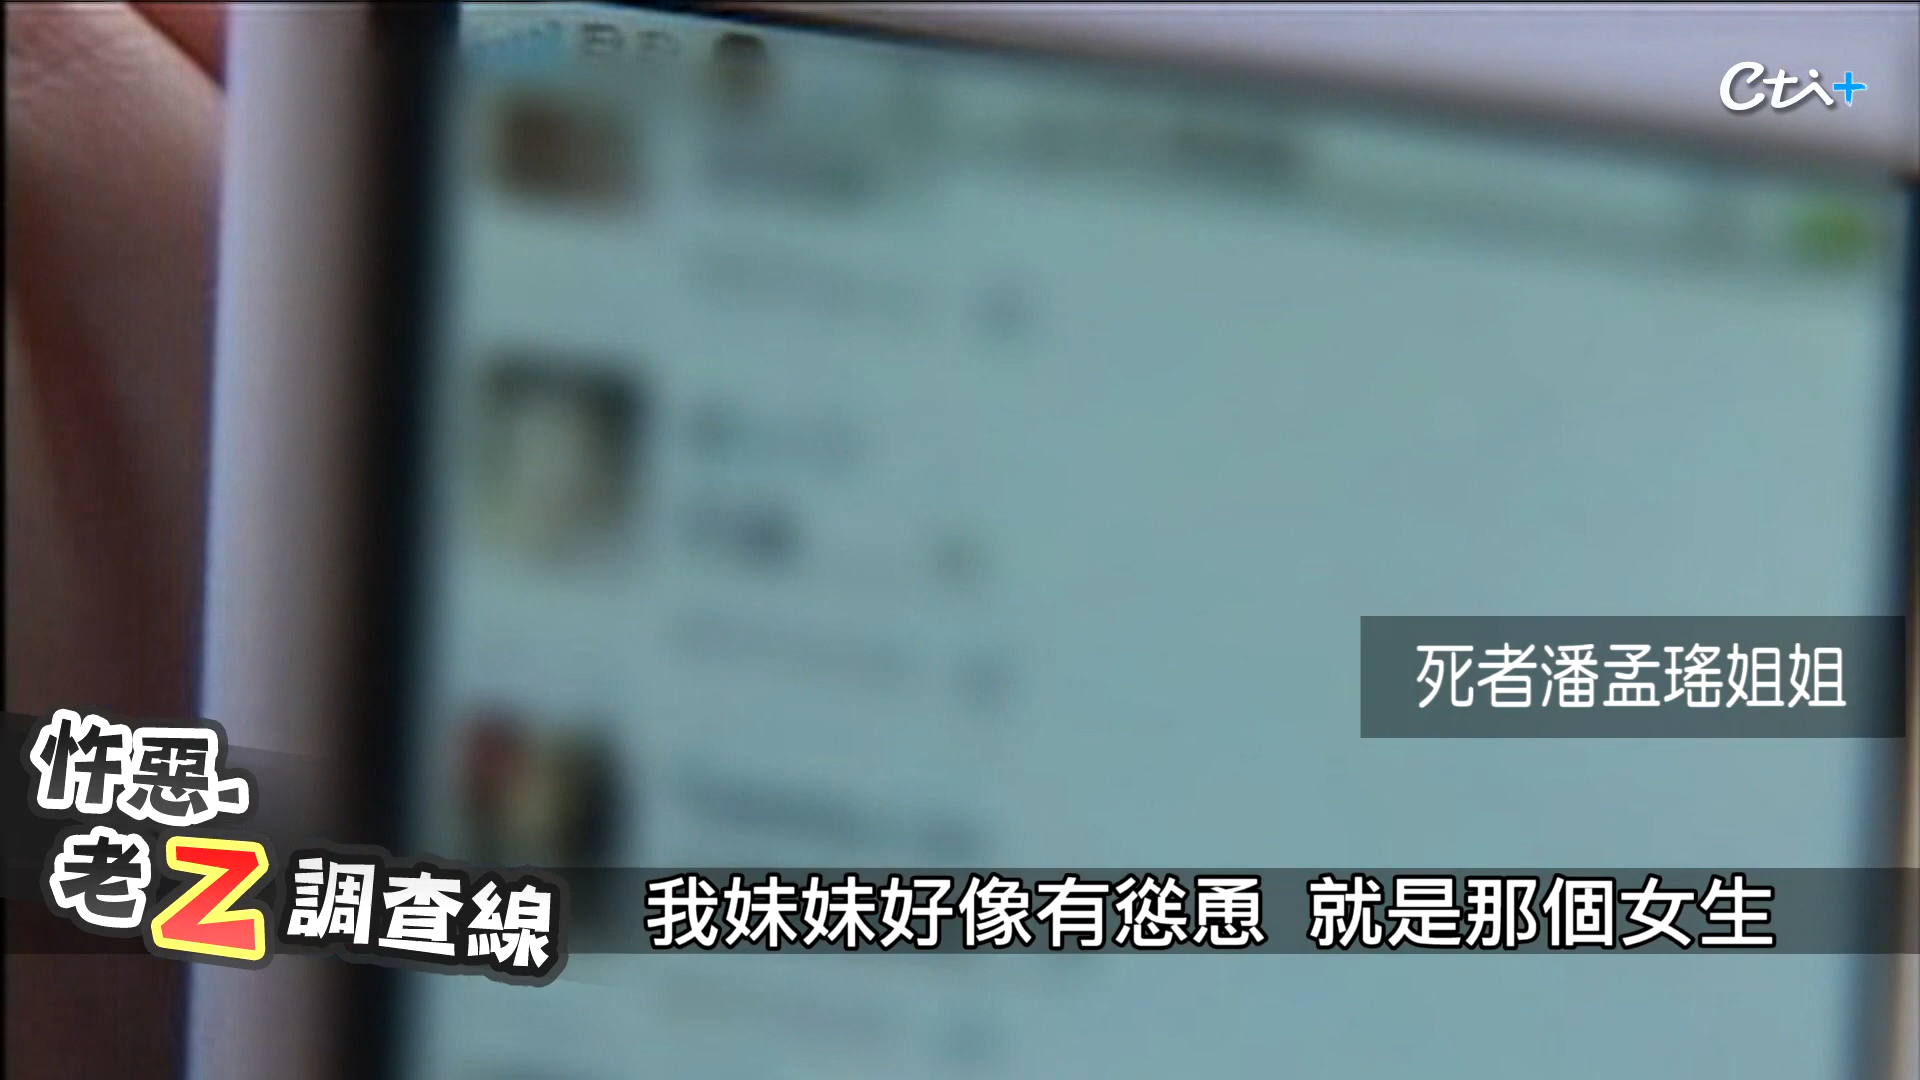 Cti+
死者潘孟瑤姐姐
忤惡-
老Z調查線
我妹妹好像有慫恿 就是那個女生